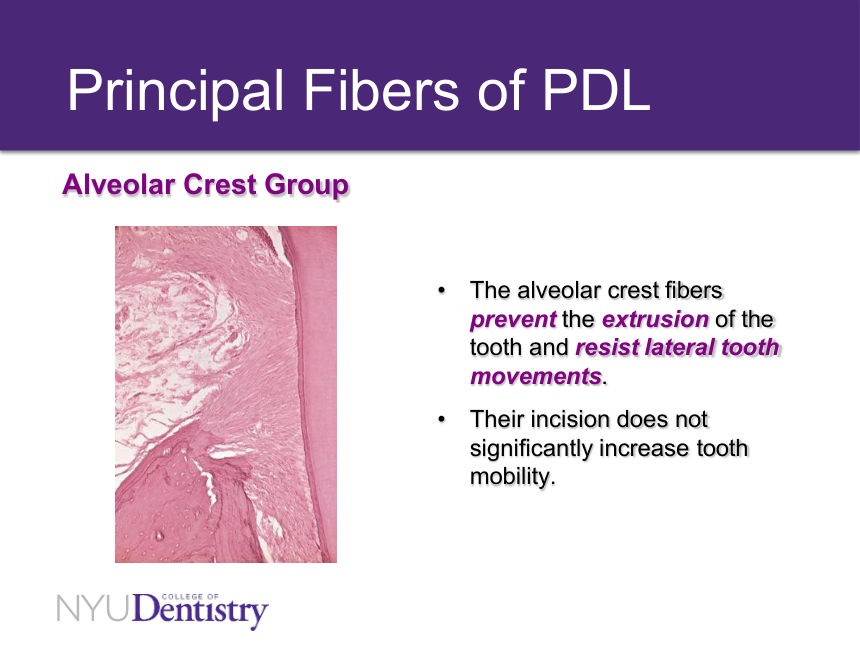 Principal Fibers of PDL
Alveolar Crest Group
• The alveolar crest fibers
prevent the extrusion of the
tooth and resist lateral tooth
movements.
• Their incision does not
significantly increase tooth
mobility.
NYU COLLEGE OF Dentistry